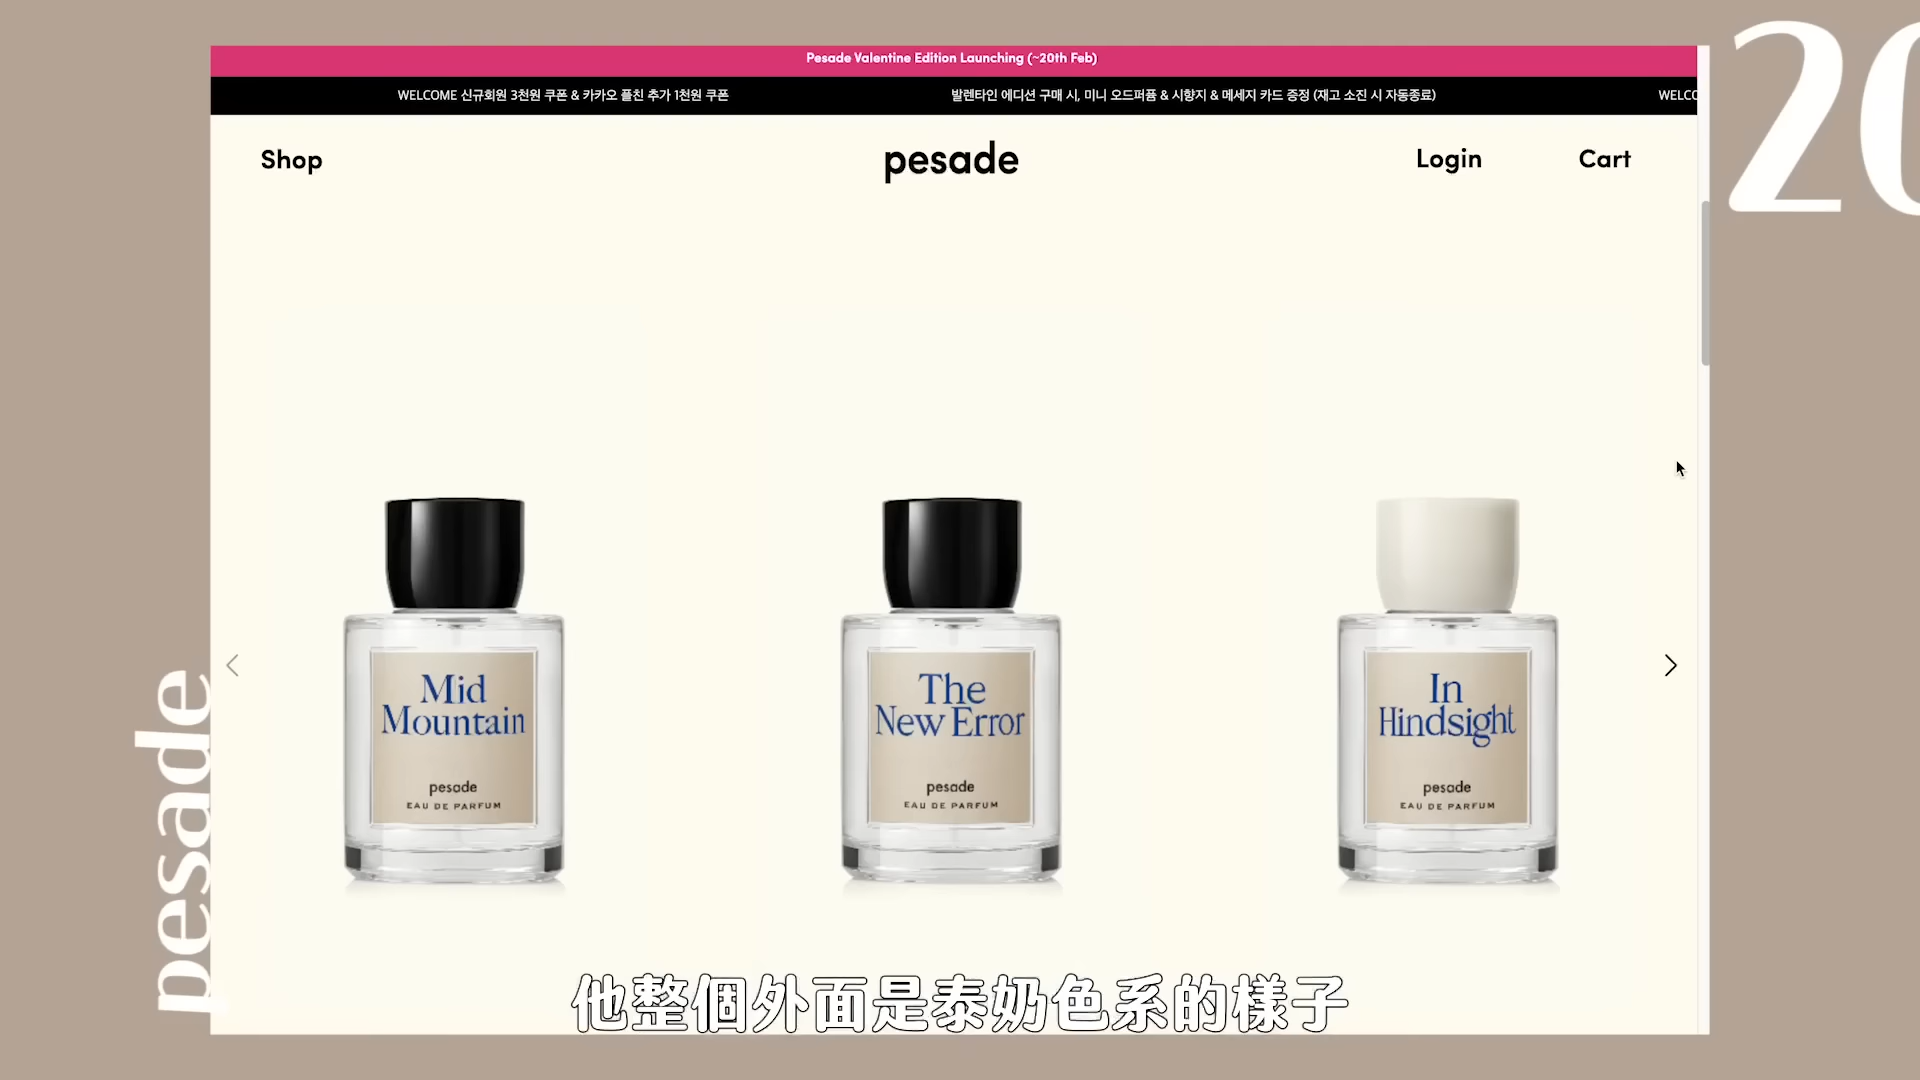 Pesade Valentine Edition Launching (~20th Feb)
WELCOME 신규회원 3천원 쿠폰 & 카카오 플친 추가 1천원 쿠폰
발렌타인 에디션 구매 시, 미니 오드퍼퓸 & 시향지 & 메세지 카드 증정 (재고 소진 시 자동종료)
WELCO
20
Shop
pesade
Login
Cart
Mid
Mountain
pesade
EAU DE PARFUM
The
New Error
pesade
EAU DE PARFUM
In
Hindsight
pesade
EAU DE PARFUM
pesade
他整個外面是泰奶色系的樣子